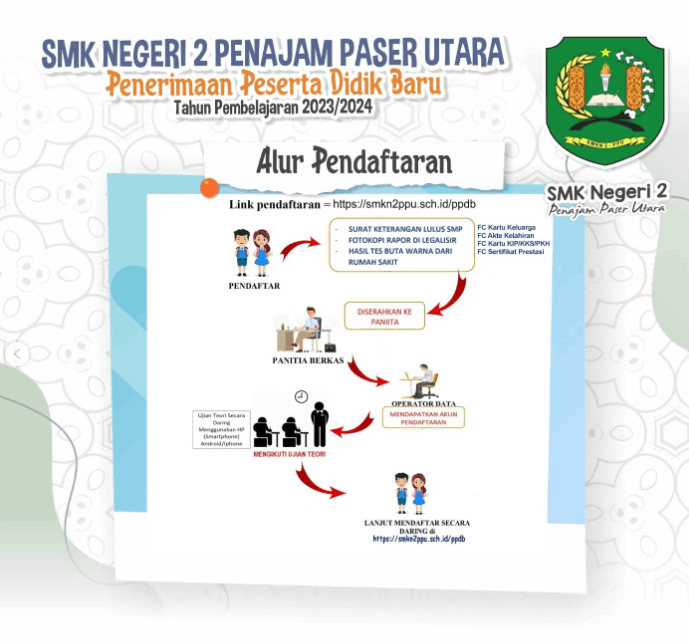 SMK NEGERI 2 PENAJAM PASER UTARA
Penerimaan Peserta Didik Baru
Tahun Pembelajaran 2023/2024
SMKN 2 - PPU
SMK Negeri 2
Penajam Paser Utara
Alur Pendaftaran
Link pendaftaran = https://smkn2ppu.sch.id/ppdb
PENDAFTAR
- SURAT KETERANGAN LULUS SMP
- FOTOKOPI RAPOR DI LEGALISIR
- HASIL TES BUTA WARNA DARI
RUMAH SAKIT
FC Kartu Keluarga
FC Akte Kelahiran
FC Kartu KIP/KKS/PKH
FC Sertifikat Prestasi
DISERAHKAN KE
PANIITA
PANITIA BERKAS
OPERATOR DATA
MENDAPATKAN AKUN
PENDAFTARAN
Ujian Teori Secara
Daring
Menggunakan HP
(Smartphone)
Android/Iphone
MENGIKUTI UJIAN TEORI
LANJUT MENDAFTAR SECARA
DARING di
https://smkn2ppu.sch.id/ppdb